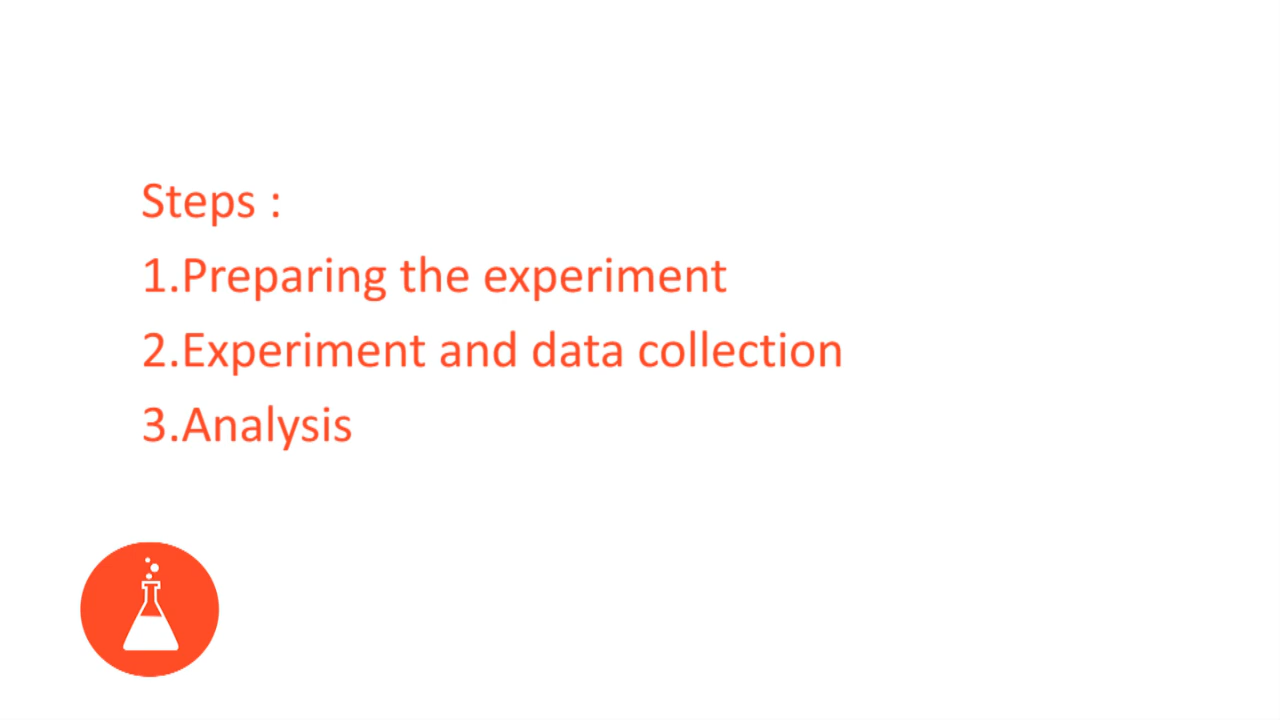 Steps :
1.Preparing the experiment
2.Experiment and data collection
3.Analysis